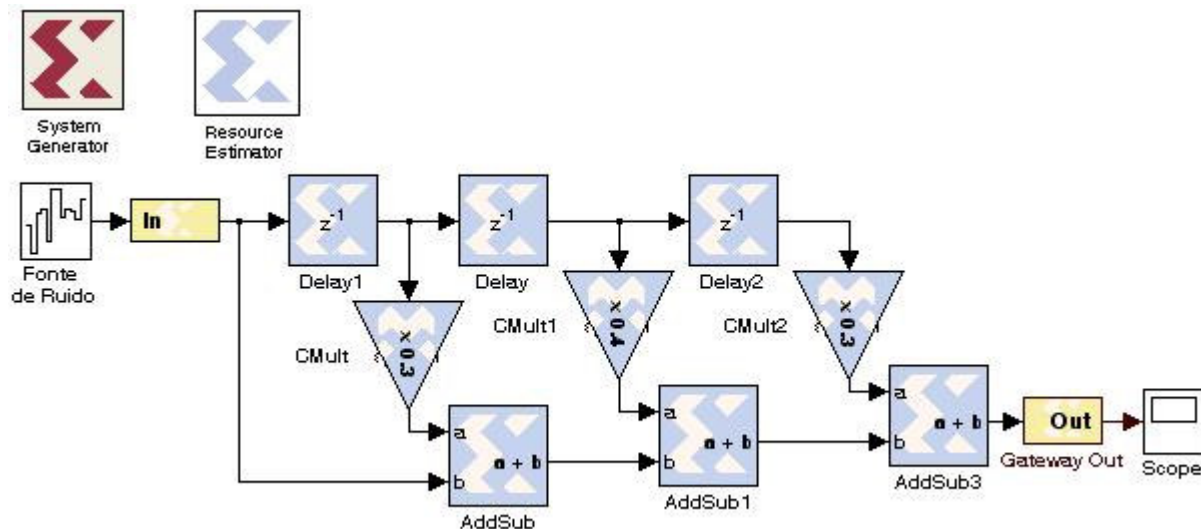 System
Generator
Resource
Estimator
Fonte
de Ruido
In
z-1
Delay1
z-1
Delay
z-1
Delay2
CMult
x 0.3
CMult1
x 0.4
CMult2
x 0.3
a
b
a + b
AddSub
a
b
a + b
AddSub1
a
b
a + b
AddSub3
Out
Gateway Out
Scope